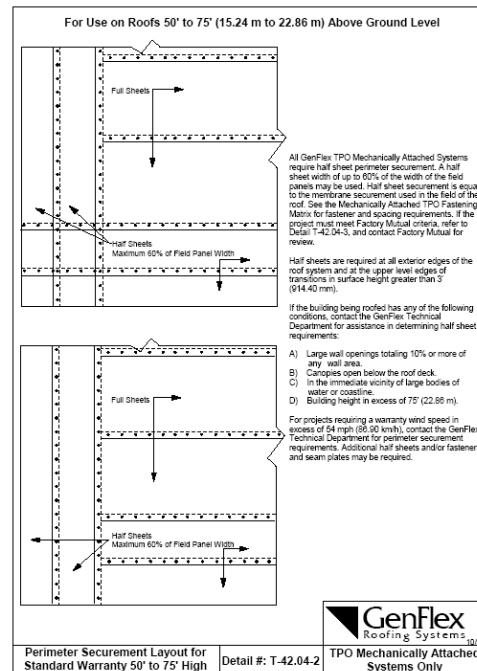 For Use on Roofs 50' to 75' (15.24 m to 22.86 m) Above Ground Level
Full Sheets
Half Sheets
Maximum 60% of Field Panel Width
All GenFlex TPO Mechanically Attached Systems
require half sheet perimeter securement. A half
sheet width of up to 60% of the width of the field
panels may be used. Half sheet securement is equa
to the membrane securement used in the field of the
roof. See the Mechanically Attached TPO Fastening
Matrix for fastener and spacing requirements. If the
project must meet Factory Mutual criteria, refer to
Detail T-42.04-3, and contact Factory Mutual for
review.
Half sheets are required at all exterior edges of the
roof system and at the upper level edges of
transitions in surface height greater than 3'
(914.40 mm).
If the building being roofed has any of the following
conditions, contact the GenFlex Technical
Department for assistance in determining half sheet
requirements:
A) Large wall openings totaling 10% or more of
any wall area.
B) Canopies open below the roof deck.
C) In the immediate vicinity of large bodies of
water or coastline.
D) Building height in excess of 75' (22.86 m).
For projects requiring a warranty wind speed in
excess of 54 mph (86.90 km/h), contact the GenFlex
Technical Department for perimeter securement
requirements. Additional half sheets and/or fastener
and seam plates may be required.
Full Sheets
Half Sheets
Maximum 60% of Field Panel Width
GenFlex
Roofing Systems
Perimeter Securement Layout for
Standard Warranty 50' to 75' High
Detail #: T-42.04-2
TPO Mechanically Attached
Systems Only